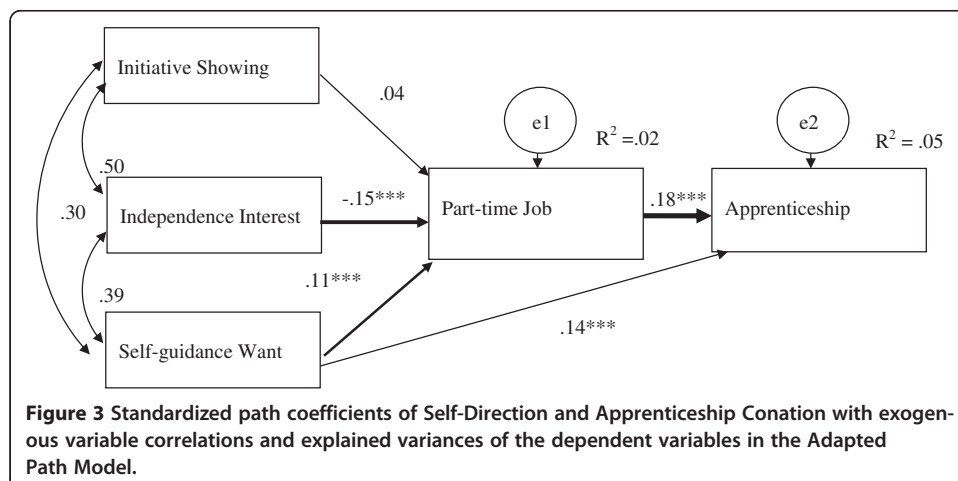 Initiative Showing
.04
e1
R² =.02
e2
R² = .05
.50
.30
Independence Interest
-.15***
Part-time Job
.18***
Apprenticeship
.11***
.39
.14***
Self-guidance Want
Figure 3 Standardized path coefficients of Self-Direction and Apprenticeship Conation with exogen-
ous variable correlations and explained variances of the dependent variables in the Adapted
Path Model.